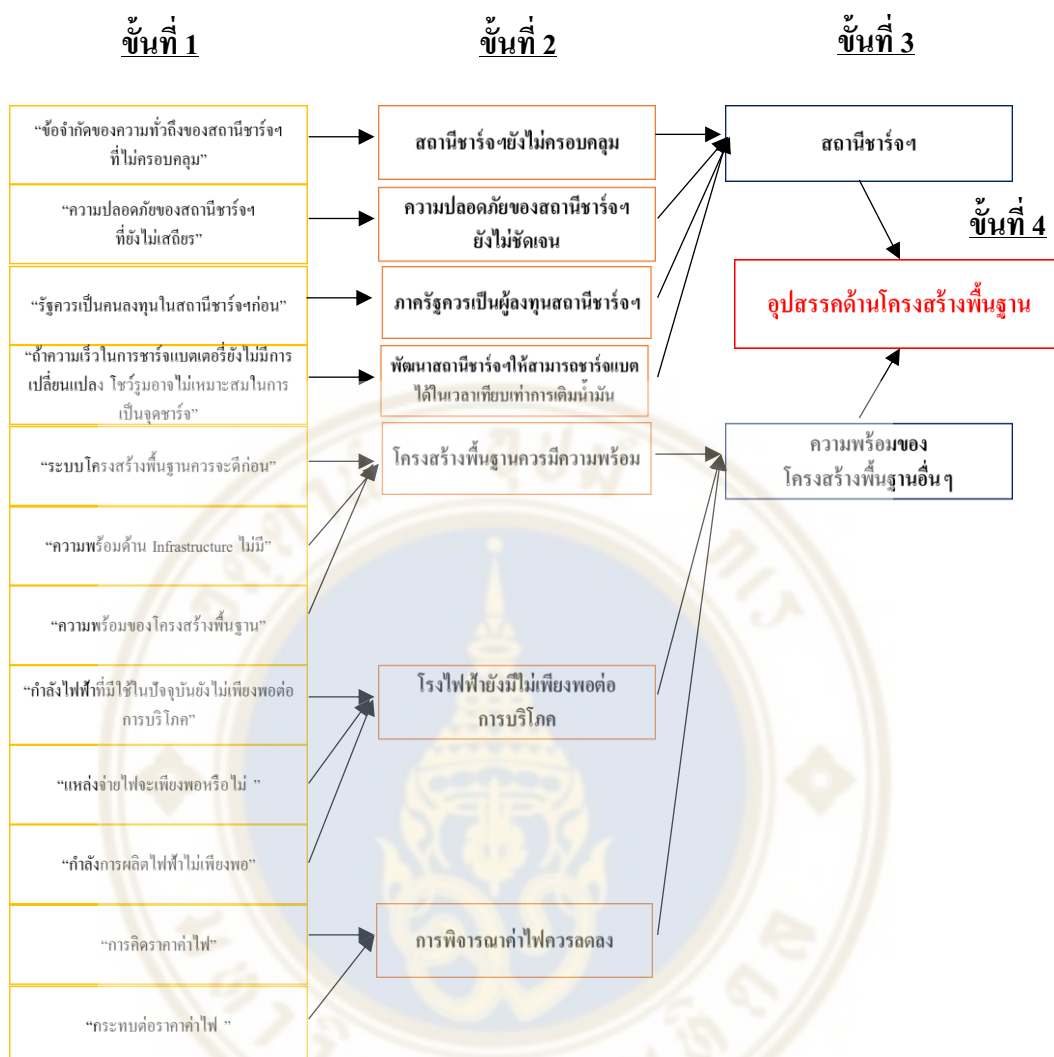 ขั้นที่ 1
ขั้นที่ 2
ขั้นที่ 3
“ข้อจำกัดของความทั่วถึงของสถานีชาร์จฯ
ที่ไม่ครอบคลุม”
สถานีชาร์จฯยังไม่ครอบคลุม
สถานีชาร์จฯ
“ความปลอดภัยของสถานีชาร์จฯ
ที่ยังไม่เสถียร”
ความปลอดภัยของสถานีชาร์จฯ
ยังไม่ชัดเจน
ขั้นที่ 4
“รัฐควรเป็นคนลงทุนในสถานีชาร์จฯก่อน”
ภาครัฐควรเป็นผู้ลงทุนสถานีชาร์จฯ
อุปสรรคด้านโครงสร้างพื้นฐาน
“ถ้าความเร็วในการชาร์จแบตเตอรี่ยังไม่มีการ
เปลี่ยนแปลง โชว์รูมอาจไม่เหมาะสมในการ
เป็นจุดชาร์จ”
พัฒนาสถานีชาร์จฯให้สามารถชาร์จแบต
ได้ในเวลาเทียบเท่าการเติมน้ำมัน
“ระบบโครงสร้างพื้นฐานควรจะดีก่อน”
โครงสร้างพื้นฐานควรมีความพร้อม
ความพร้อมของ
โครงสร้างพื้นฐานอื่นๆ
“ความพร้อมด้าน Infrastructure ไม่มี”
“ความพร้อมของโครงสร้างพื้นฐาน”
“กำลังไฟฟ้าที่มีใช้ในปัจจุบันยังไม่เพียงพอต่อ
การบริโภค”
โรงไฟฟ้ายังมีไม่เพียงพอต่อ
การบริโภค
“แหล่งจ่ายไฟจะเพียงพอหรือไม่ ”
“กำลังการผลิตไฟฟ้าไม่เพียงพอ”
“การคิดราคาค่าไฟ”
การพิจารณาค่าไฟควรลดลง
“กระทบต่อราคาค่าไฟ ”